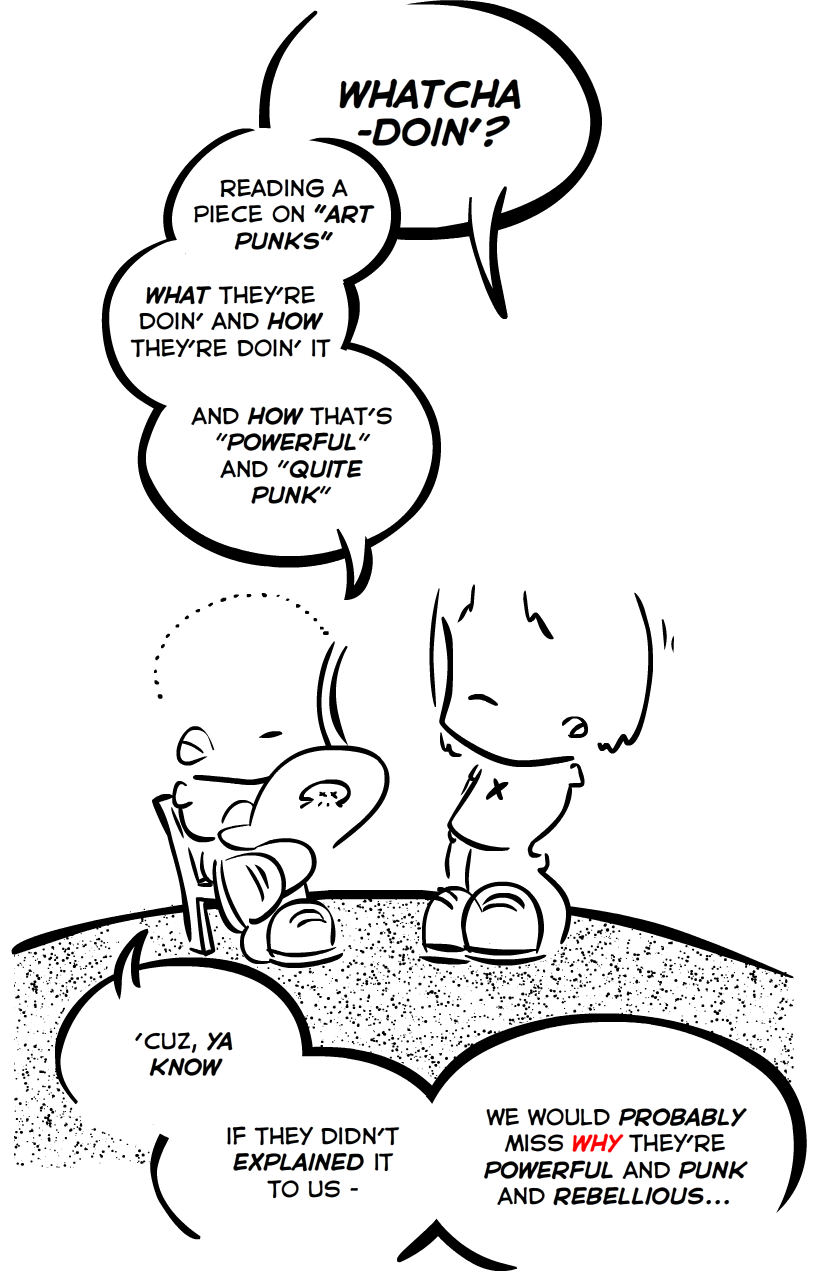 WHATCHA
-DOIN'?
READING A
PIECE ON "ART
PUNKS"
WHAT THEY'RE
DOIN' AND HOW
THEY'RE DOIN' IT
AND HOW THAT'S
"POWERFUL"
AND "QUITE
PUNK"
'CUZ, YA
KNOW
IF THEY DIDN'T
EXPLAINED IT
TO US -
WE WOULD PROBABLY
MISS WHY THEY'RE
POWERFUL AND PUNK
AND REBELLIOUS...